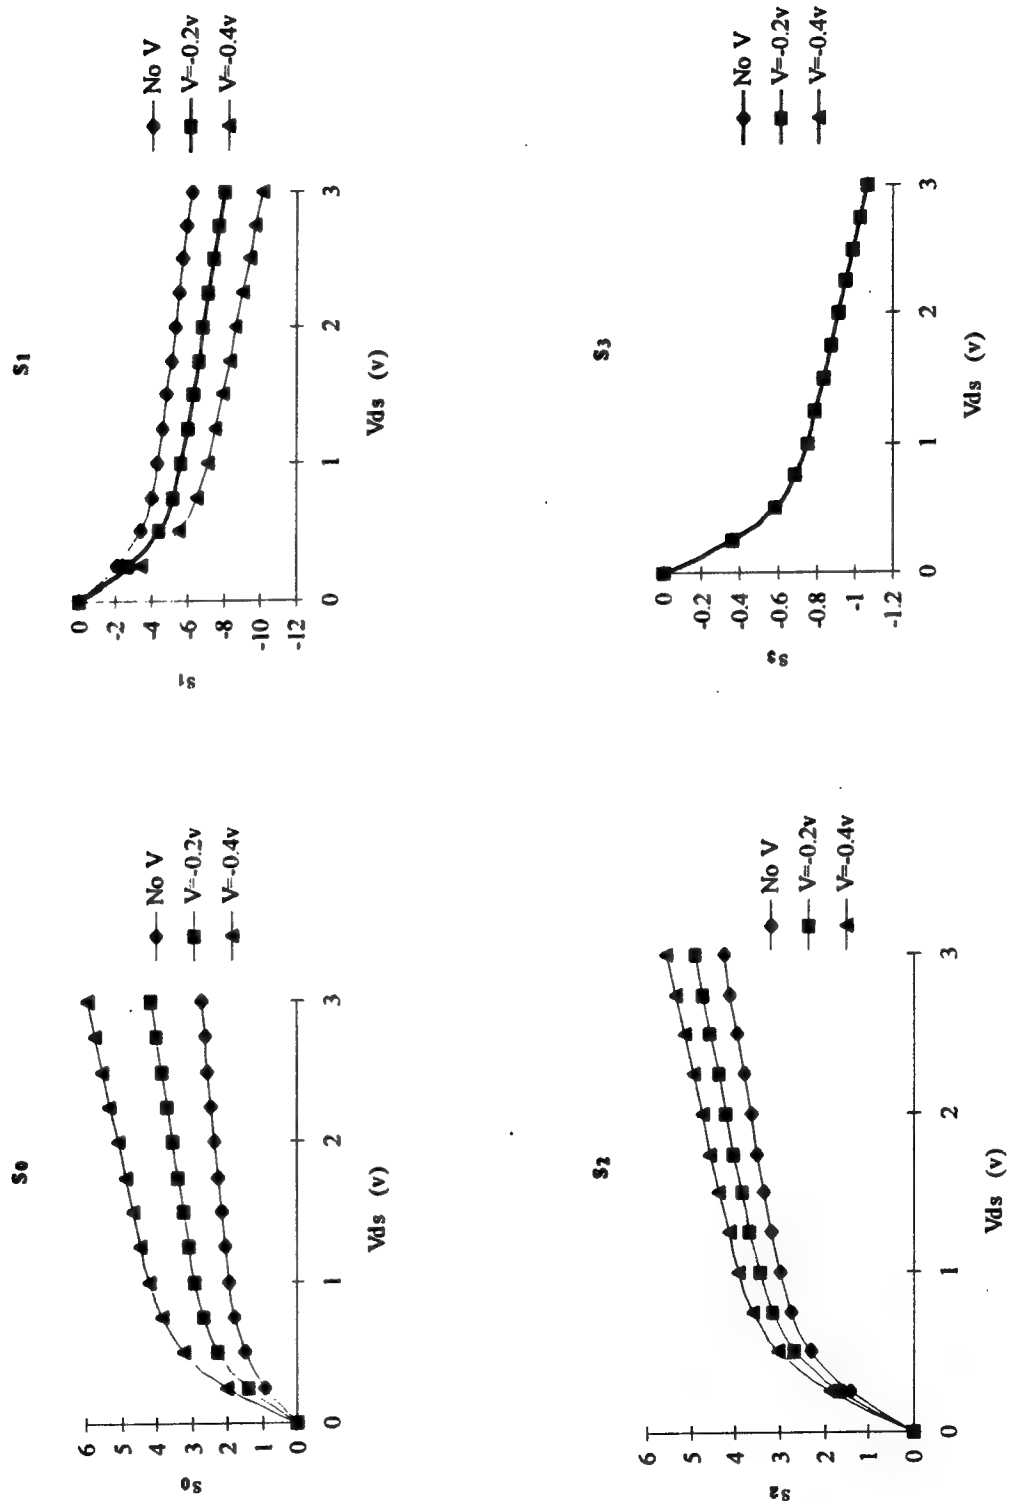 S0
6
5
4
3
2
1
0
0
1
2
3
s0
Vds (v)
No V
V=-0.2v
V=-0.4v
S1
0
-2
-4
-6
-8
-10
-12
0
1
2
3
s1
Vds (v)
No V
V=-0.2v
V=-0.4v
S2
6
5
4
3
2
1
0
0
1
2
3
s2
Vds (v)
No V
V=-0.2v
V=-0.4v
S3
0
-0.2
-0.4
-0.6
-0.8
-1
-1.2
0
1
2
3
s3
Vds (v)
No V
V=-0.2v
V=-0.4v